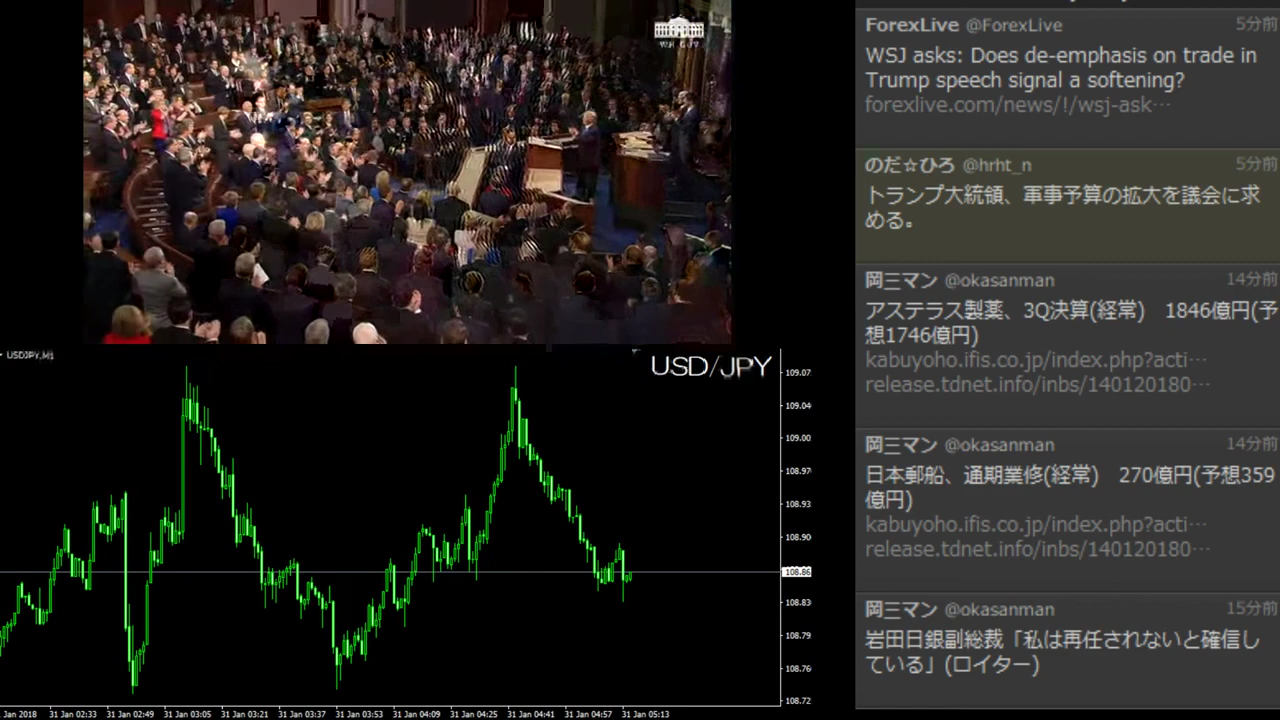 WH.GOV
USDJPY,M1
USD/JPY
109.07
109.04
109.00
108.97
108.93
108.90
108.86
108.83
108.79
108.76
108.72
Jan 2018
31 Jan 02:33
31 Jan 02:49
31 Jan 03:05
31 Jan 03:21
31 Jan 03:37
31 Jan 03:53
31 Jan 04:09
31 Jan 04:25
31 Jan 04:41
31 Jan 04:57
31 Jan 05:13
ForexLive @ForexLive 5分前
WSJ asks: Does de-emphasis on trade in
Trump speech signal a softening?
forexlive.com/news/!/wsj-ask…
のだ☆ひろ @hrht_n 5分前
トランプ大統領、軍事予算の拡大を議会に求
める。
岡三マン @okasanman 14分前
アステラス製薬、3Q決算(経常)　1846億円(予
想1746億円)
kabuyoho.ifis.co.jp/index.php?acti…
release.tdnet.info/inbs/140120180…
岡三マン @okasanman 14分前
日本郵船、通期業修(経常)　270億円(予想359
億円)
kabuyoho.ifis.co.jp/index.php?acti…
release.tdnet.info/inbs/140120180…
岡三マン @okasanman 15分前
岩田日銀副総裁「私は再任されないと確信し
ている」(ロイター)